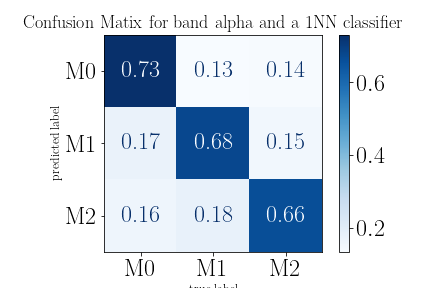 Confusion Matix for band alpha and a 1NN classifier
M0 0.73 0.13 0.14
M1 0.17 0.68 0.15
M2 0.16 0.18 0.66
M0 M1 M2
predicted label
true label
0.6
0.4
0.2